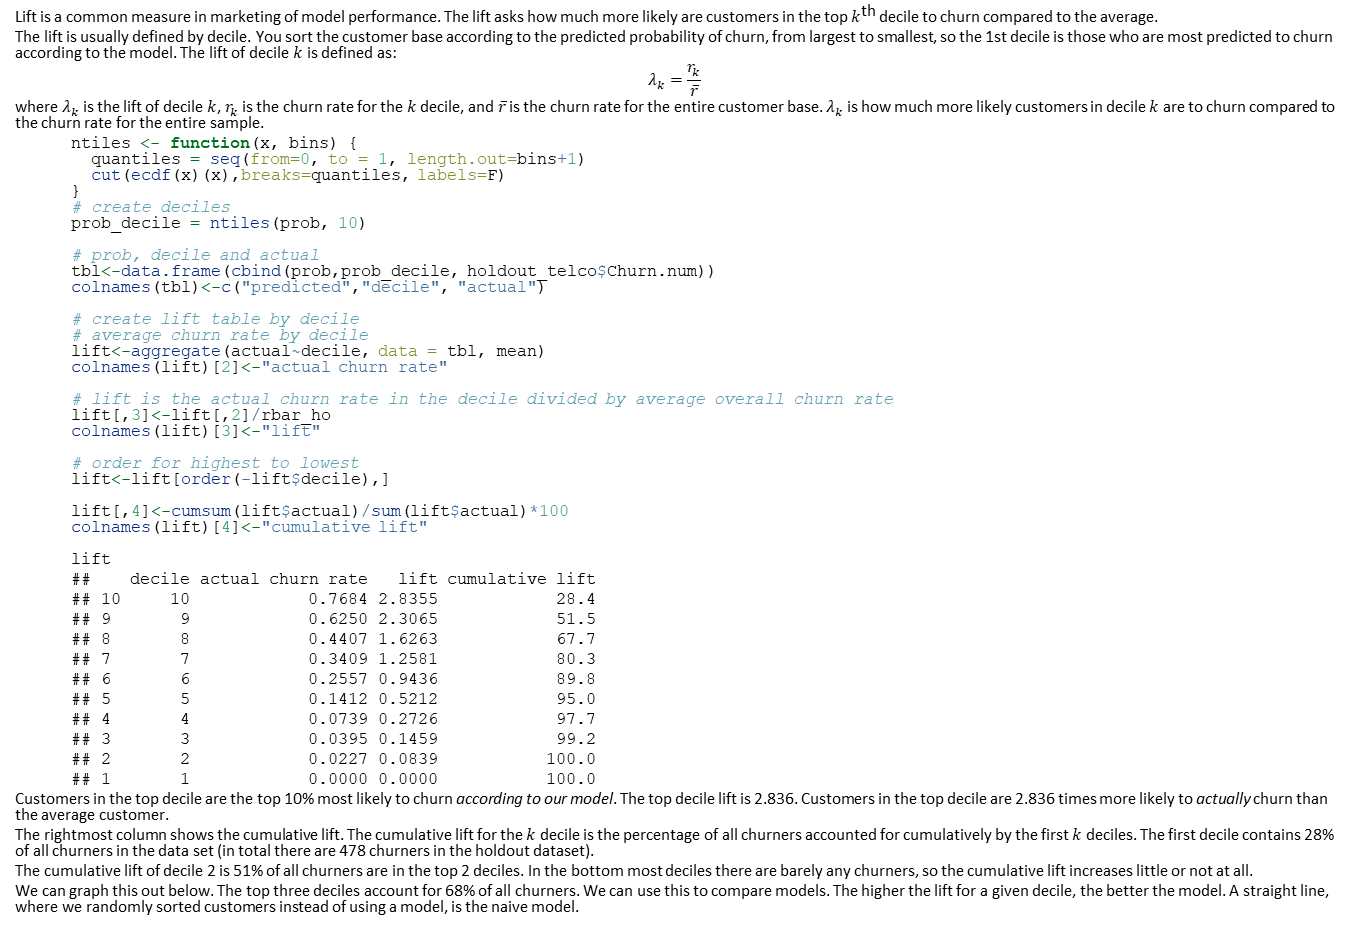 Lift is a common measure in marketing of model performance. The lift asks how much more likely are customers in the top kth decile to churn compared to the average.
The lift is usually defined by decile. You sort the customer base according to the predicted probability of churn, from largest to smallest, so the 1st decile is those who are most predicted to churn
according to the model. The lift of decile k is defined as:
λk = rk / r̄
where λk is the lift of decile k, rk is the churn rate for the k decile, and r̄ is the churn rate for the entire customer base. λk is how much more likely customers in decile k are to churn compared to
the churn rate for the entire sample.
ntiles <- function(x, bins) {
  quantiles = seq(from=0, to = 1, length.out=bins+1)
  cut(ecdf(x)(x),breaks=quantiles, labels=F)
}
# create deciles
prob_decile = ntiles(prob, 10)
# prob, decile and actual
tbl<-data.frame(cbind(prob,prob_decile, holdout_telco$Churn.num))
colnames(tbl)<-c("predicted","decile", "actual")
# create lift table by decile
# average churn rate by decile
lift<-aggregate(actual~decile, data = tbl, mean)
colnames(lift)[2]<-"actual churn rate"
# lift is the actual churn rate in the decile divided by average overall churn rate
lift[,3]<-lift[,2]/rbar_ho
colnames(lift)[3]<-"lift"
# order for highest to lowest
lift<-lift[order(-lift$decile),]
lift[,4]<-cumsum(lift$actual)/sum(lift$actual)*100
colnames(lift)[4]<-"cumulative lift"
lift
##    decile actual churn rate   lift cumulative lift
## 10     10            0.7684 2.8355            28.4
## 9       9            0.6250 2.3065            51.5
## 8       8            0.4407 1.6263            67.7
## 7       7            0.3409 1.2581            80.3
## 6       6            0.2557 0.9436            89.8
## 5       5            0.1412 0.5212            95.0
## 4       4            0.0739 0.2726            97.7
## 3       3            0.0395 0.1459            99.2
## 2       2            0.0227 0.0839           100.0
## 1       1            0.0000 0.0000           100.0
Customers in the top decile are the top 10% most likely to churn according to our model. The top decile lift is 2.836. Customers in the top decile are 2.836 times more likely to actually churn than
the average customer.
The rightmost column shows the cumulative lift. The cumulative lift for the k decile is the percentage of all churners accounted for cumulatively by the first k deciles. The first decile contains 28%
of all churners in the data set (in total there are 478 churners in the holdout dataset).
The cumulative lift of decile 2 is 51% of all churners are in the top 2 deciles. In the bottom most deciles there are barely any churners, so the cumulative lift increases little or not at all.
We can graph this out below. The top three deciles account for 68% of all churners. We can use this to compare models. The higher the lift for a given decile, the better the model. A straight line,
where we randomly sorted customers instead of using a model, is the naive model.